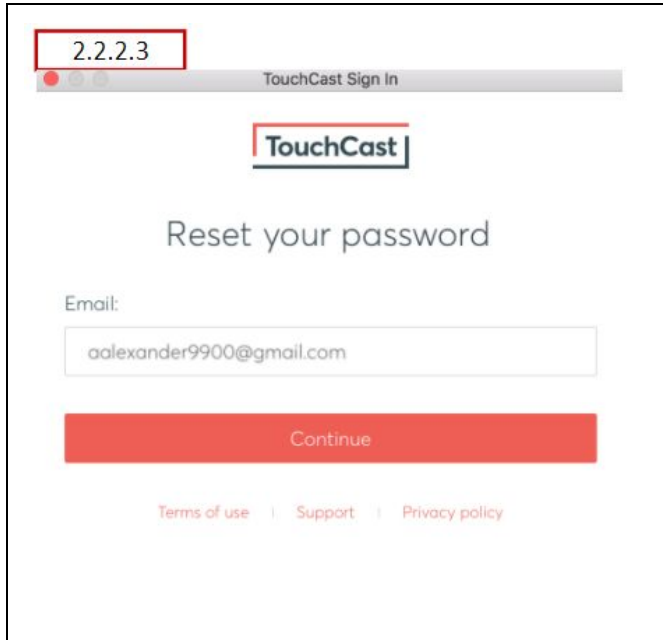 2.2.2.3
TouchCast Sign In
TouchCast
Reset your password
Email:
aalexander9900@gmail.com
Continue
Terms of use | Support | Privacy policy